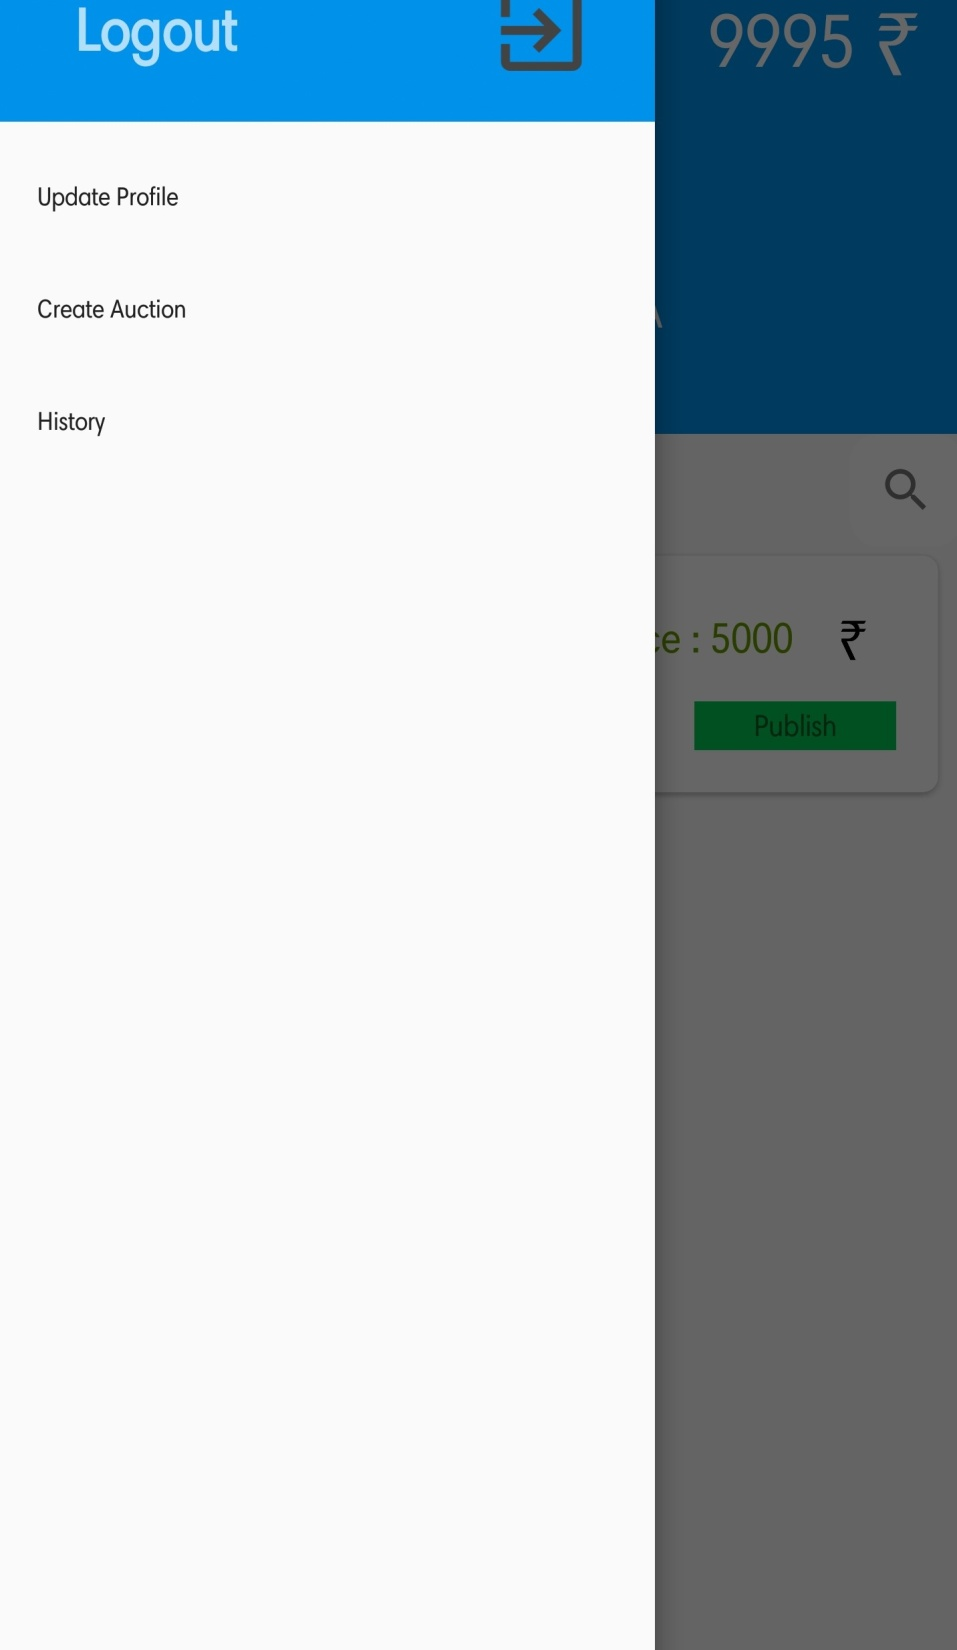 Logout
9995 ₹
Update Profile
Create Auction
History
: 5000 ₹
Publish